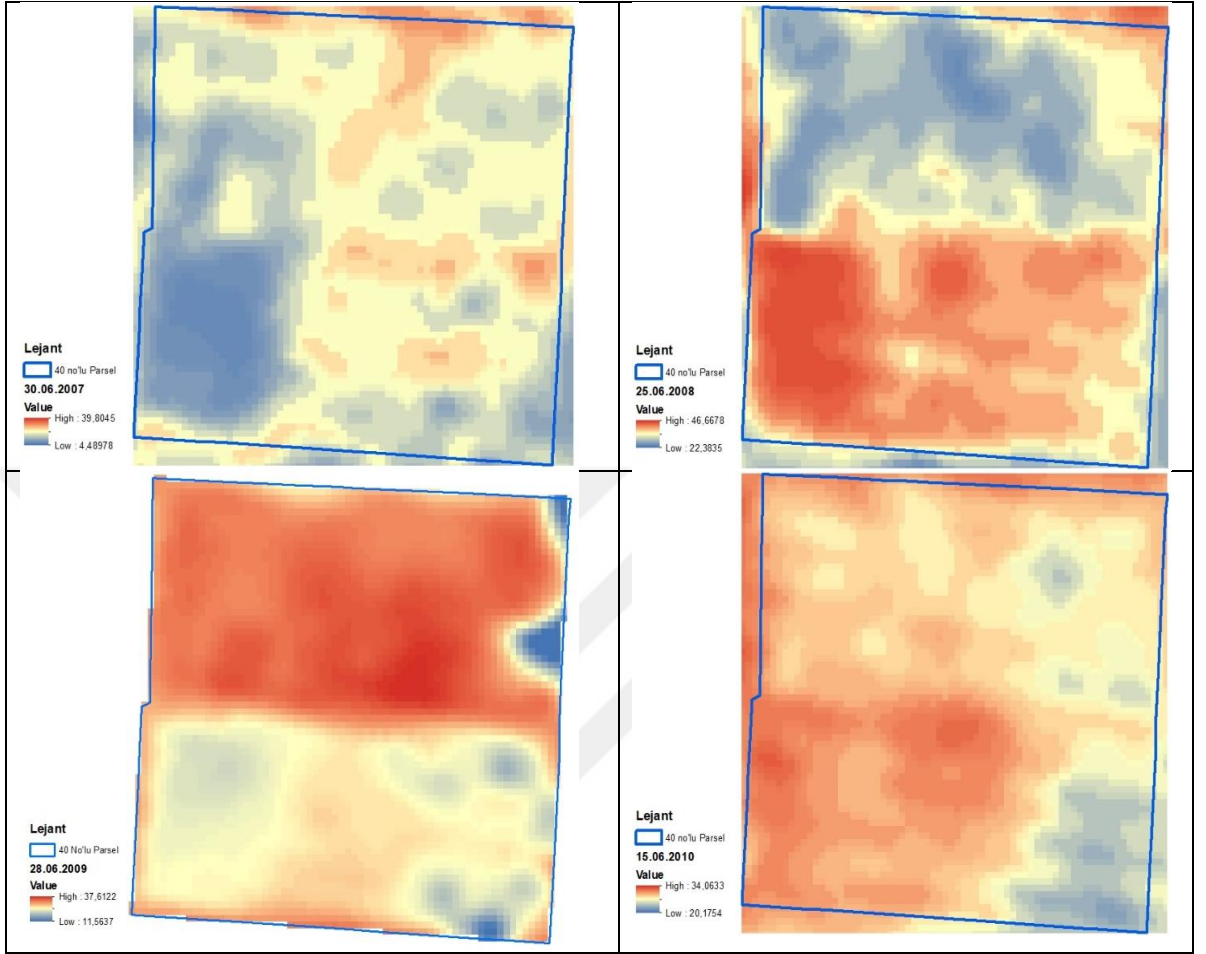 Lejant
40 no'lu Parsel
30.06.2007
Value
High : 39,8045
Low : 4,48978
Lejant
40 no'lu Parsel
25.06.2008
Value
High : 46,6678
Low : 22,3835
Lejant
40 No'lu Parsel
28.06.2009
Value
High : 37,6122
Low : 11,5637
Lejant
40 no'lu Parsel
15.06.2010
Value
High : 34,0633
Low : 20,1754